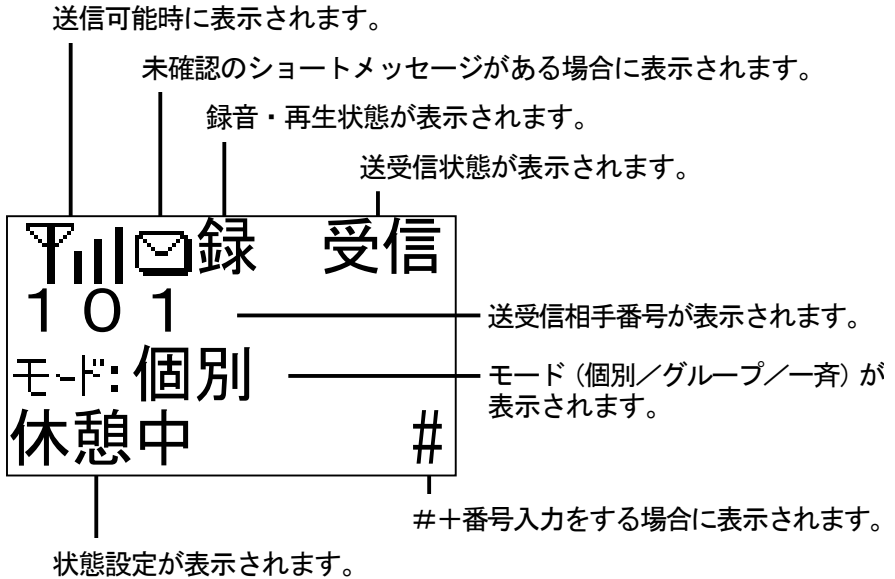 送信可能時に表示されます。
未確認のショートメッセージがある場合に表示されます。
録音・再生状態が表示されます。
送受信状態が表示されます。
録 受信
１０１
送受信相手番号が表示されます。
モード:個別
モード（個別／グループ／一斉）が
表示されます。
休憩中 #
＃＋番号入力をする場合に表示されます。
状態設定が表示されます。